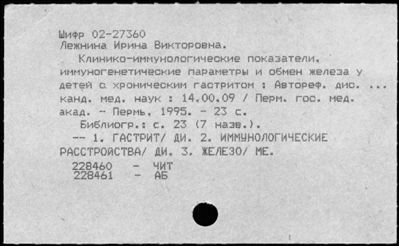 Шифр 02-27360
Лежнина Ирина Викторовна.
Клинико-иммунологические показатели,
иммуногенетические параметры и обмен железа у
детей с хроническим гастритом : Автореф. дис. ...
канд. мед. наук : 14.00.09 / Перм. гос. мед.
акад. - Пермь, 1995. - 23 с.
Библиогр.: с. 23 (7 назв.).
-- 1. ГАСТРИТ/ ДИ. 2. ИММУНОЛОГИЧЕСКИЕ
РАССТРОЙСТВА/ ДИ. 3. ЖЕЛЕЗО/ МЕ.
228460 - ЧИТ
228461 - АБ